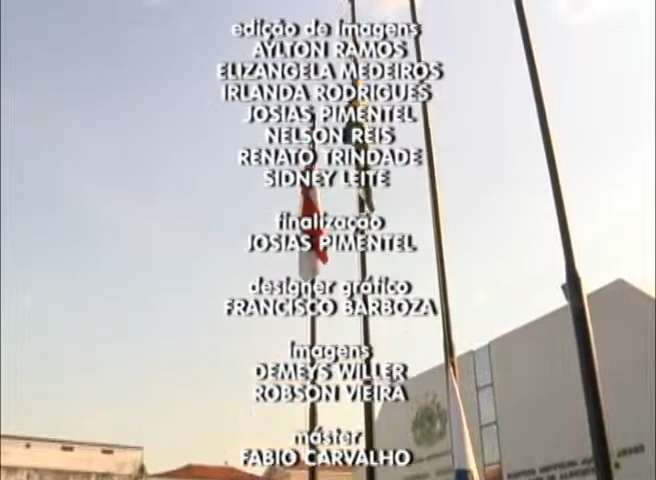 edição de imagens
AYLTON RAMOS
ELIZANGELA MEDEIROS
IRLANDA RODRIGUES
JOSIAS PIMENTEL
NELSON REIS
RENATO TRINDADE
SIDNEY LEITE
finalização
JOSIAS PIMENTEL
designer gráfico
FRANCISCO BARBOZA
imagens
DEMEYS WILLER
ROBSON VIEIRA
máster
FABIO CARVALHO